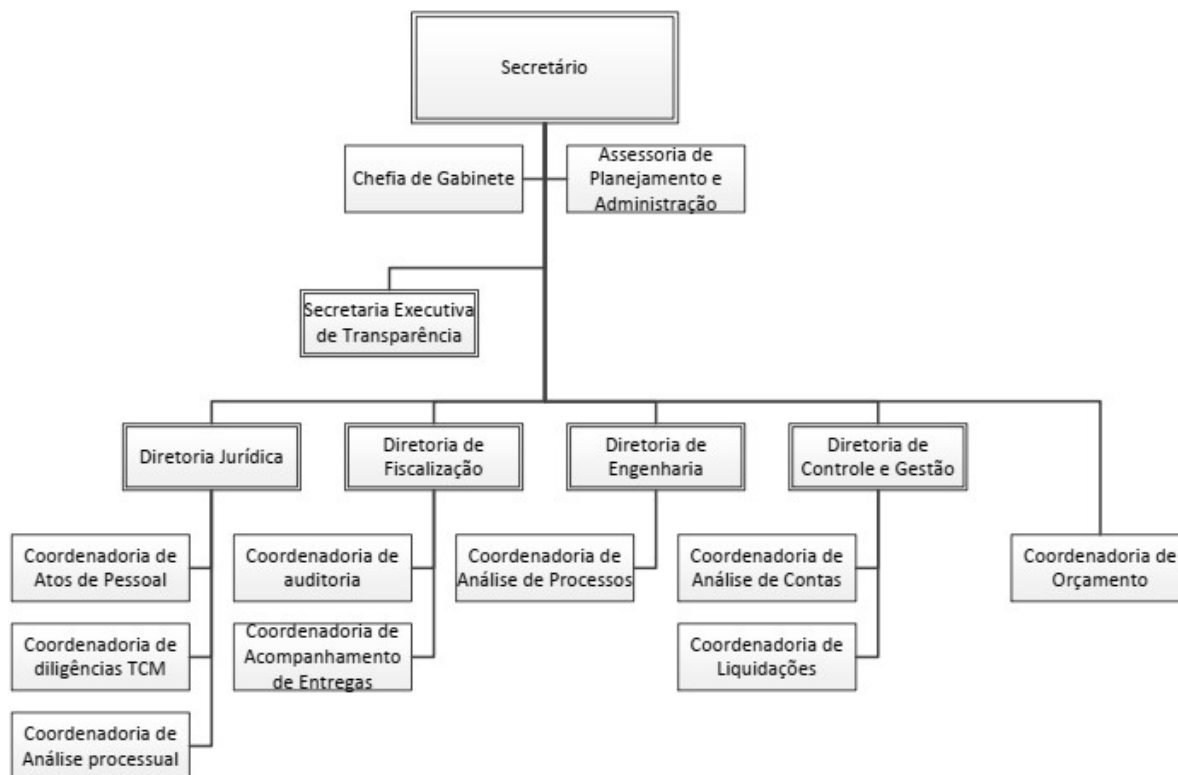 Secretário
Chefia de Gabinete
Assessoria de
Planejamento e
Administração
Secretaria Executiva
de Transparência
Diretoria Jurídica
Diretoria de
Fiscalização
Diretoria de
Engenharia
Diretoria de
Controle e Gestão
Coordenadoria de
Atos de Pessoal
Coordenadoria de
auditoria
Coordenadoria de
Análise de Processos
Coordenadoria de
Análise de Contas
Coordenadoria de
Orçamento
Coordenadoria de
diligências TCM
Coordenadoria de
Acompanhamento
de Entregas
Coordenadoria de
Liquidações
Coordenadoria de
Análise processual